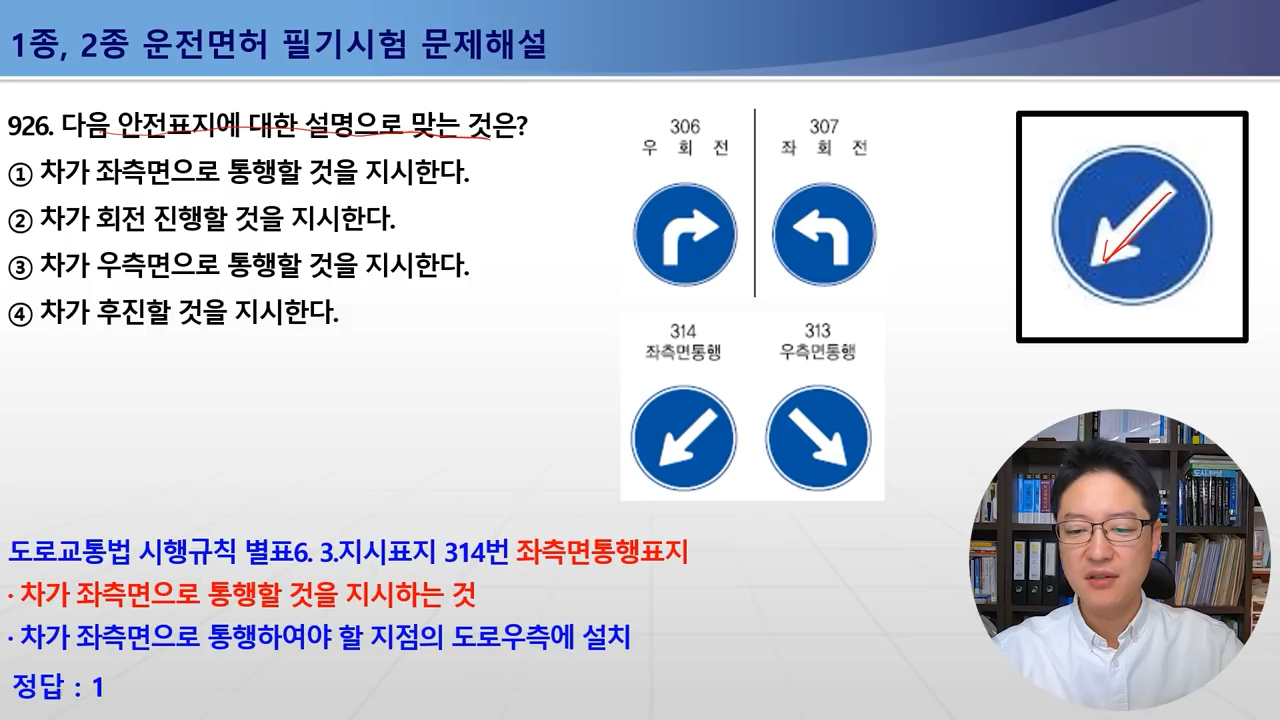 1종, 2종 운전면허 필기시험 문제해설
926. 다음 안전표지에 대한 설명으로 맞는 것은?
① 차가 좌측면으로 통행할 것을 지시한다.
② 차가 회전 진행할 것을 지시한다.
③ 차가 우측면으로 통행할 것을 지시한다.
④ 차가 후진할 것을 지시한다.
306
우 회 전
307
좌 회 전
314
좌측면통행
313
우측면통행
도로교통법 시행규칙 별표6. 3.지시표지 314번 좌측면통행표지
· 차가 좌측면으로 통행할 것을 지시하는 것
· 차가 좌측면으로 통행하여야 할 지점의 도로우측에 설치
정답 : 1